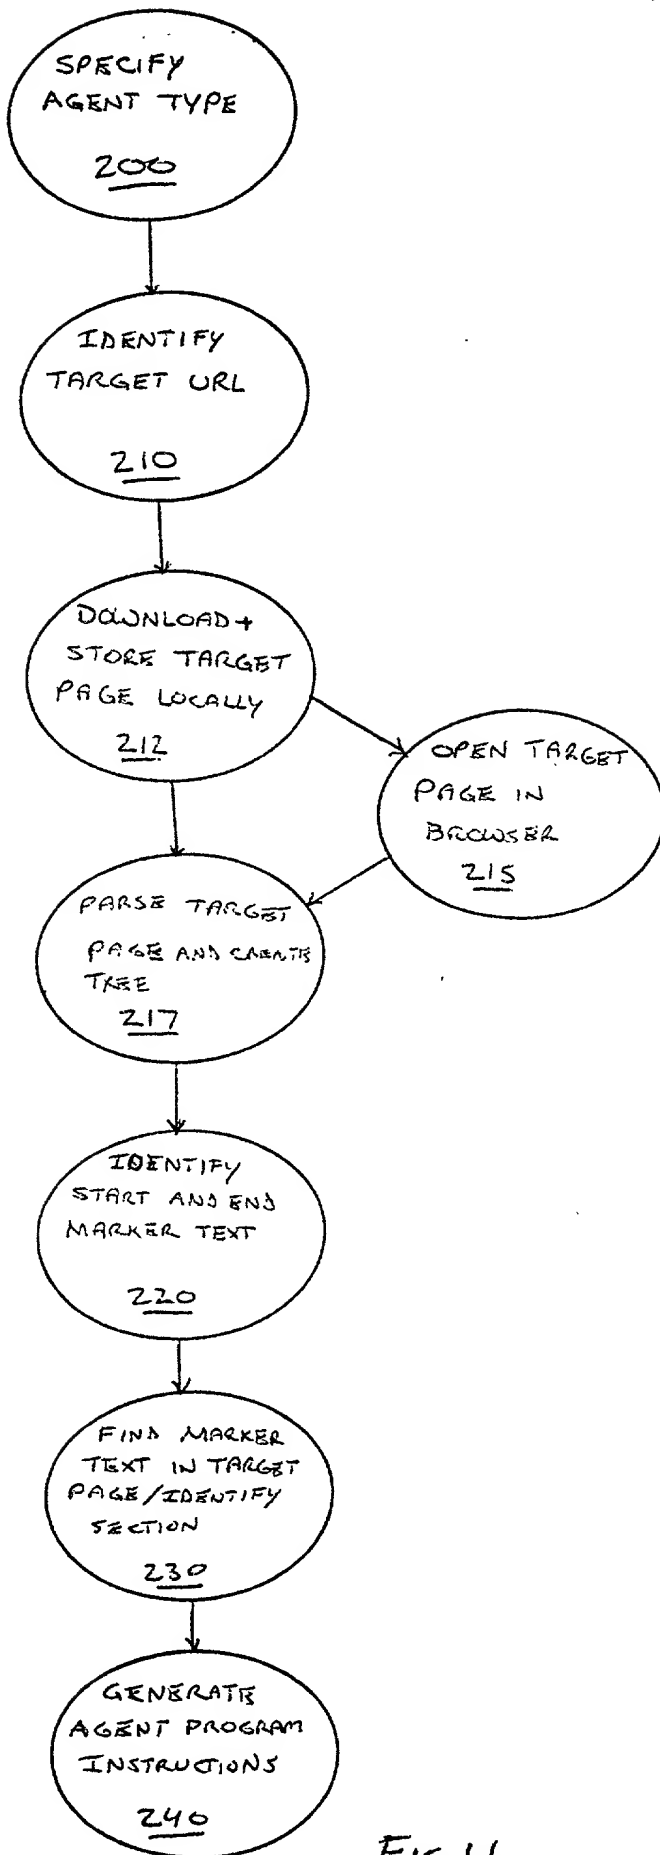 SPECIFY
AGENT TYPE
200
IDENTIFY
TARGET URL
210
DOWNLOAD +
STORE TARGET
PAGE LOCALLY
212
OPEN TARGET
PAGE IN
BROWSER
215
PARSE TARGET
PAGE AND CREATE
TREE
217
IDENTIFY
START AND END
MARKER TEXT
220
FIND MARKER
TEXT IN TARGET
PAGE/IDENTIFY
SECTION
230
GENERATE
AGENT PROGRAM
INSTRUCTIONS
240
FIG.